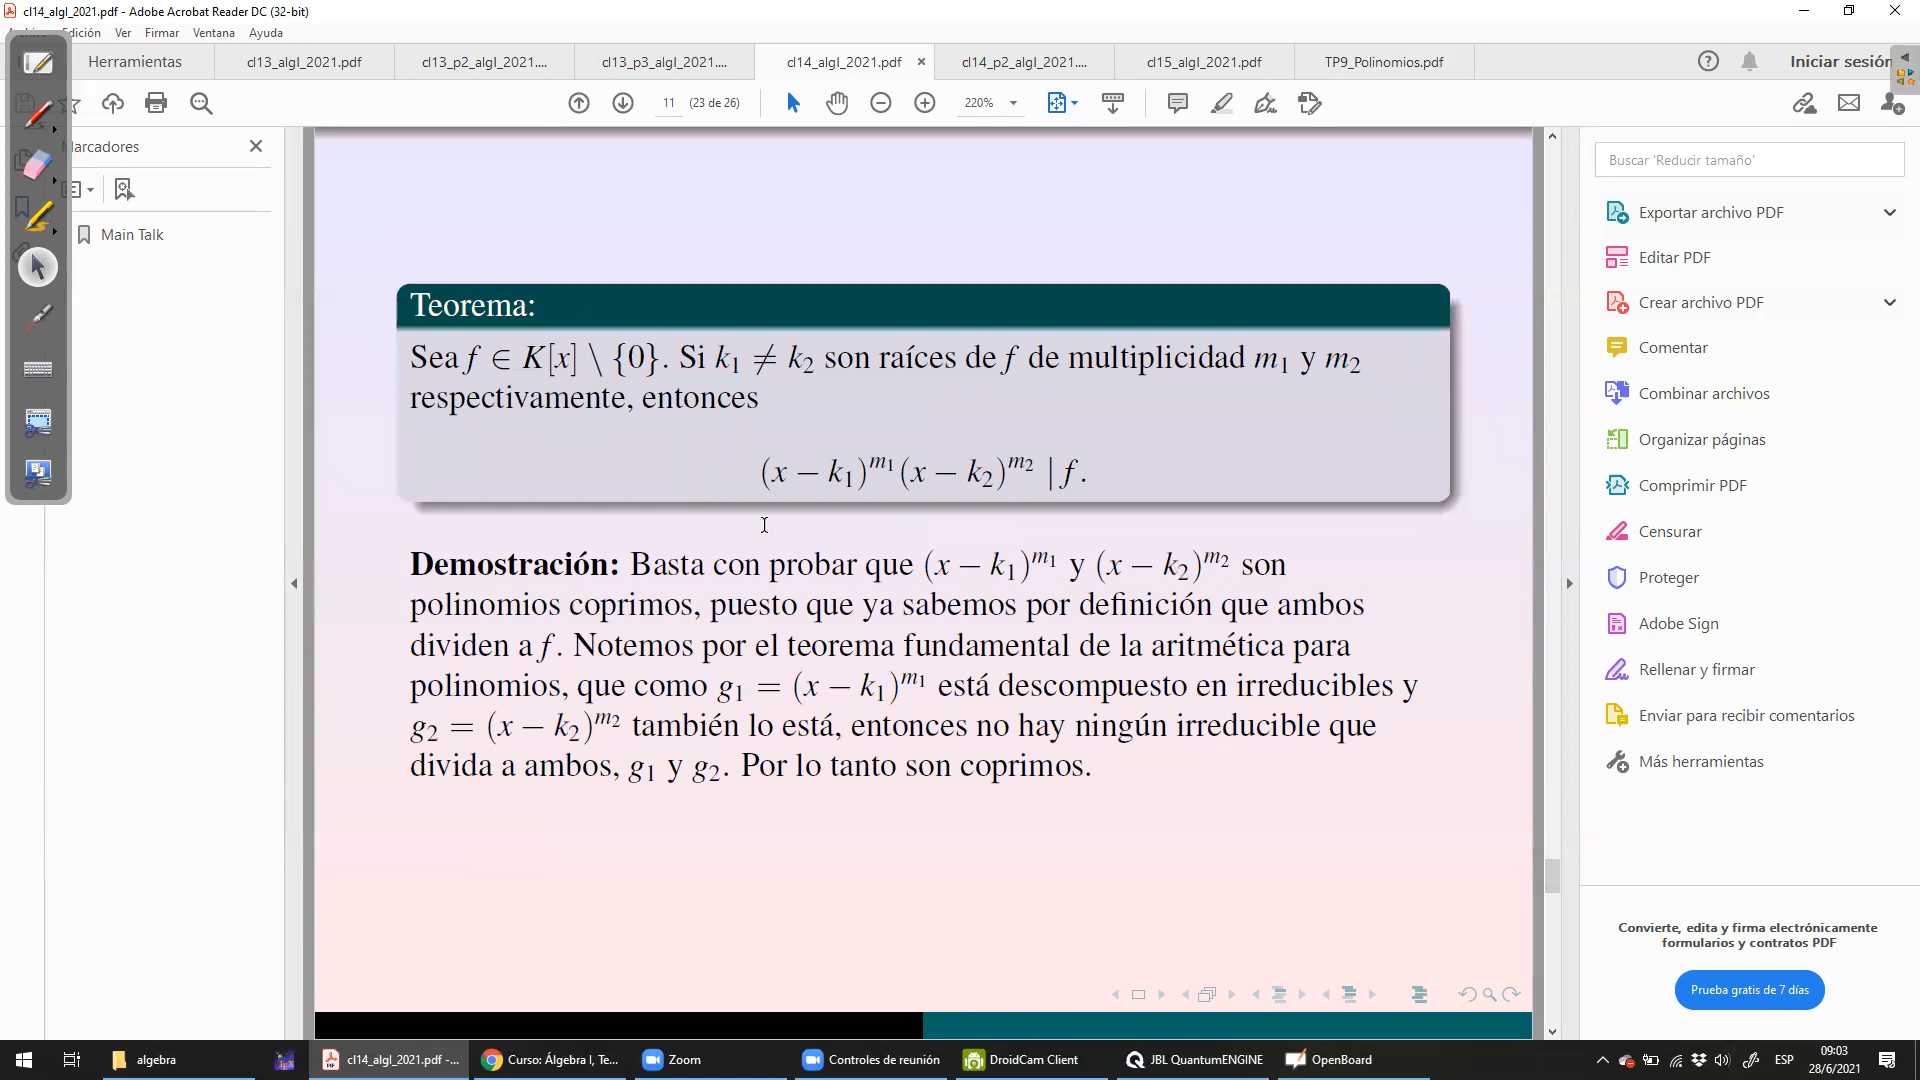 cl14_algI_2021.pdf - Adobe Acrobat Reader DC (32-bit)
Ver Firmar Ventana Ayuda
Herramientas cl13_algI_2021.pdf cl13_p2_algI_2021.... cl13_p3_algI_2021.... cl14_algI_2021.pdf cl14_p2_algI_2021.... cl15_algI_2021.pdf TP9_Polinomios.pdf Iniciar sesión
11 (23 de 26) 220%
Marcadores
Main Talk
Teorema:
Sea f ∈ K[x] \ {0}. Si k₁ ≠ k₂ son raíces de f de multiplicidad m₁ y m₂
respectivamente, entonces
(x − k₁)^{m₁}(x − k₂)^{m₂} | f.
Demostración: Basta con probar que (x − k₁)^{m₁} y (x − k₂)^{m₂} son
polinomios coprimos, puesto que ya sabemos por definición que ambos
dividen a f. Notemos por el teorema fundamental de la aritmética para
polinomios, que como g₁ = (x − k₁)^{m₁} está descompuesto en irreducibles y
g₂ = (x − k₂)^{m₂} también lo está, entonces no hay ningún irreducible que
divida a ambos, g₁ y g₂. Por lo tanto son coprimos.
Buscar 'Reducir tamaño'
Exportar archivo PDF
Editar PDF
Crear archivo PDF
Comentar
Combinar archivos
Organizar páginas
Comprimir PDF
Censurar
Proteger
Adobe Sign
Rellenar y firmar
Enviar para recibir comentarios
Más herramientas
Convierte, edita y firma electrónicamente
formularios y contratos PDF
Prueba gratis de 7 días
algebra cl14_algI_2021.pdf -... Curso: Álgebra I, Te... Zoom Controles de reunión DroidCam Client JBL QuantumENGINE OpenBoard ESP 09:03
28/6/2021